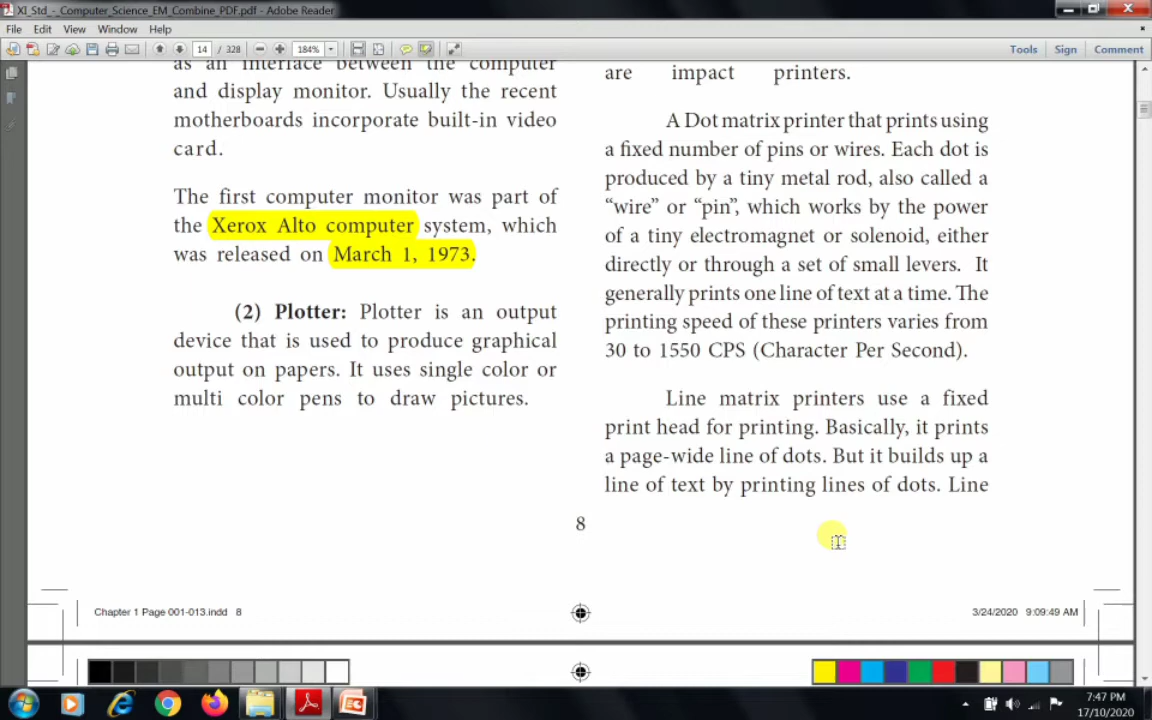 XI_Std_-_Computer_Science_EM_Combine_PDF.pdf - Adobe Reader
File Edit View Window Help
14 / 328 184% Tools Sign Comment
as an interface between the computer
and display monitor. Usually the recent
motherboards incorporate built-in video
card.
The first computer monitor was part of
the Xerox Alto computer system, which
was released on March 1, 1973.
(2) Plotter: Plotter is an output
device that is used to produce graphical
output on papers. It uses single color or
multi color pens to draw pictures.
are impact printers.
A Dot matrix printer that prints using
a fixed number of pins or wires. Each dot is
produced by a tiny metal rod, also called a
“wire” or “pin”, which works by the power
of a tiny electromagnet or solenoid, either
directly or through a set of small levers. It
generally prints one line of text at a time. The
printing speed of these printers varies from
30 to 1550 CPS (Character Per Second).
Line matrix printers use a fixed
print head for printing. Basically, it prints
a page-wide line of dots. But it builds up a
line of text by printing lines of dots. Line
8
Chapter 1 Page 001-013.indd 8
3/24/2020 9:09:49 AM
7:47 PM
17/10/2020